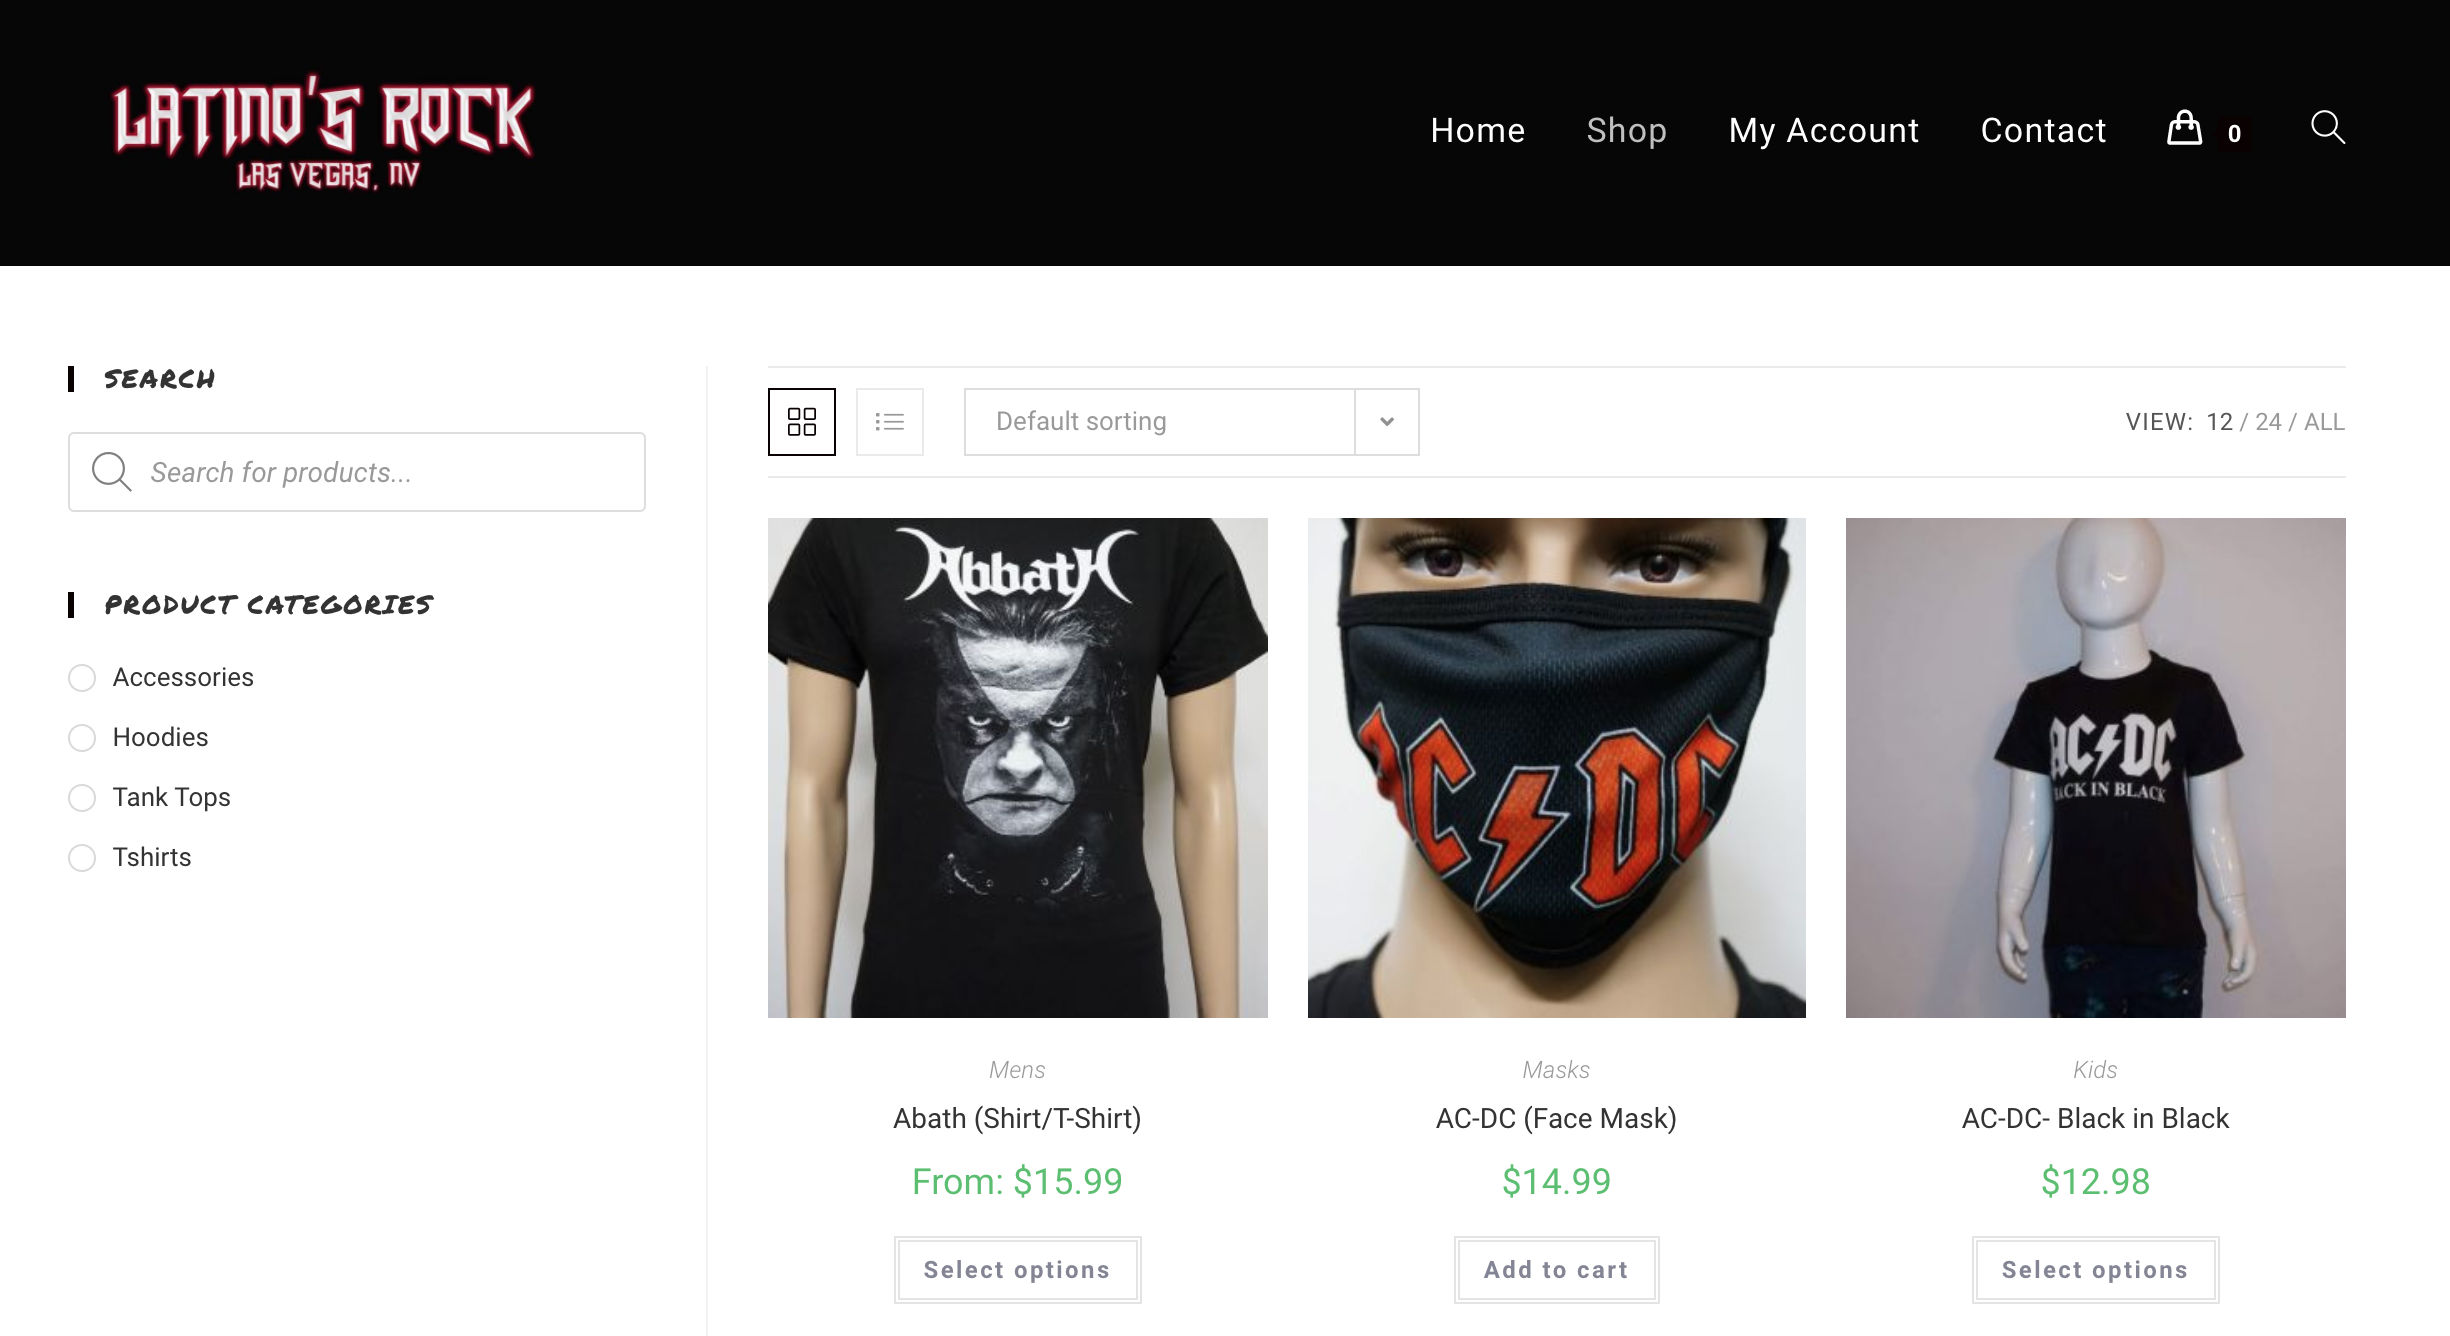 LATINO'S ROCK
LAS VEGAS, NV
Home
Shop
My Account
Contact
0
SEARCH
Search for products...
PRODUCT CATEGORIES
Accessories
Hoodies
Tank Tops
Tshirts
Default sorting
VIEW: 12 / 24 / ALL
Abbath
AC DC
AC DC
BACK IN BLACK
Mens
Abath (Shirt/T-Shirt)
From: $15.99
Select options
Masks
AC-DC (Face Mask)
$14.99
Add to cart
Kids
AC-DC- Black in Black
$12.98
Select options